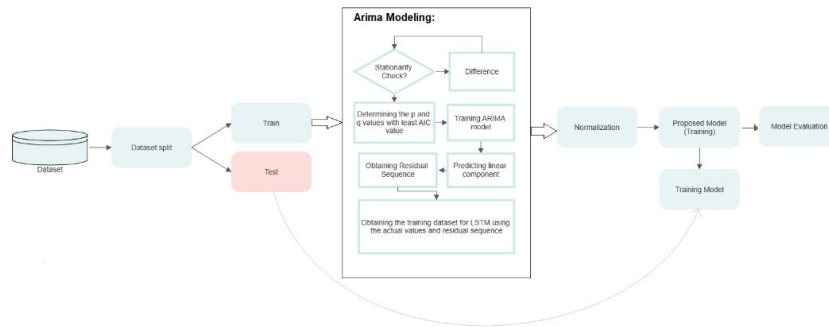 Arima Modeling:
Stationarity
Check?
Difference
Determining the p and
q values with least AIC
value
Training ARIMA
model
Obtaining Residual
Sequence
Predicting linear
component
Obtaining the training dataset for LSTM using
the actual values and residual sequence
Dataset
Dataset split
Train
Test
Normalization
Proposed Model
(Training)
Model Evaluation
Training Model